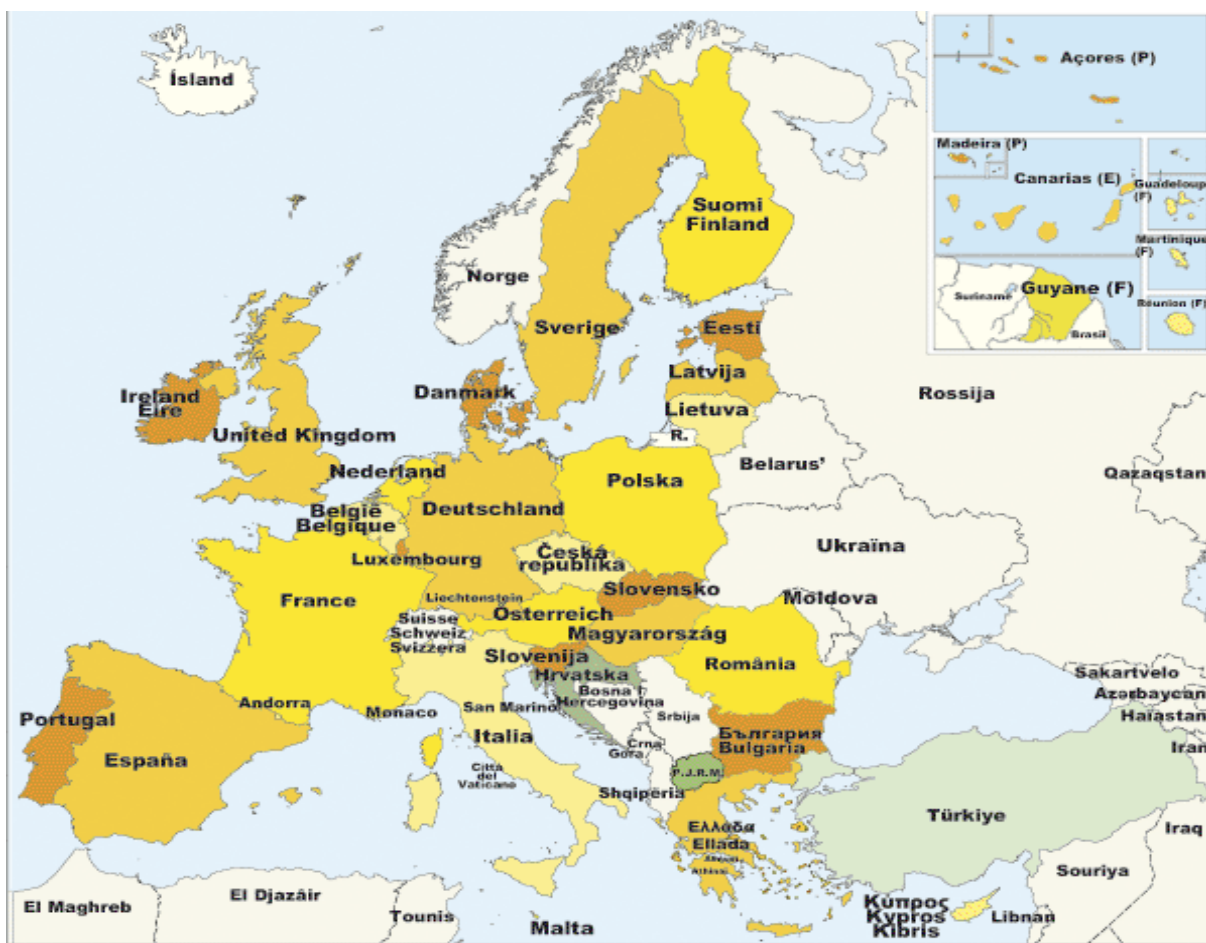 Ísland
Açores (P)
Madeira (P)
Canarias (E)
Guadeloup
(F)
Martinique
(F)
Suriname
Guyane (F)
Brasil
Réunion (F)
Suomi
Finland
Norge
Sverige
Eesti
Latvija
Lietuva
R.
Rossija
Danmark
Ireland
Eire
United Kingdom
Nederland
Belarus'
Qazaqstan
Polska
België
Belgique
Deutschland
Luxembourg
Česká
republika
Ukraïna
Slovensko
France
Liechtenstein
Österreich
Moldova
Suisse
Schweiz
Svizzera
Magyarország
Slovenija
România
Hrvatska
Bosna i
Hercegovina
Sakartvelo
Azərbaycan
Haïastan
Iran
Andorra
Monaco
San Marino
Srbija
Portugal
España
Italia
Crna
Gora
България
Bulgaria
Città
del
Vaticano
P.J.R.M.
Shqipëria
Türkiye
Iraq
Ελλάδα
Ellada
Souriya
El Maghreb
El Djazâir
Tounis
Malta
Κύπρος
Kypros
Kibris
Libnan